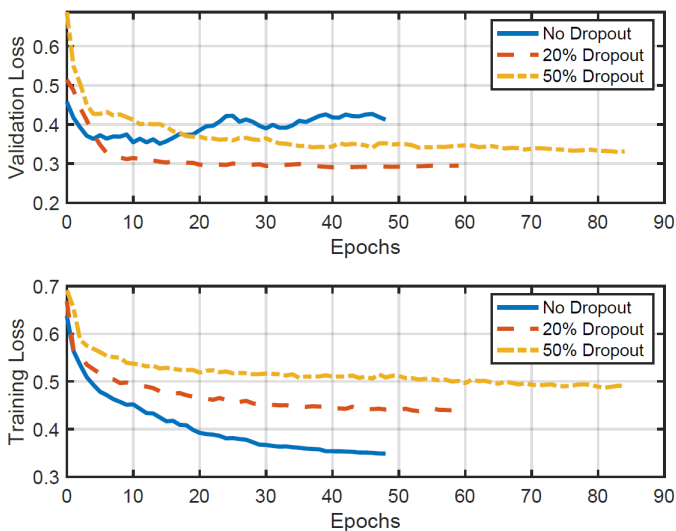 Validation Loss
0.6
0.5
0.4
0.3
0.2
No Dropout
20% Dropout
50% Dropout
0 10 20 30 40 50 60 70 80 90
Epochs
Training Loss
0.7
0.6
0.5
0.4
0.3
No Dropout
20% Dropout
50% Dropout
0 10 20 30 40 50 60 70 80 90
Epochs